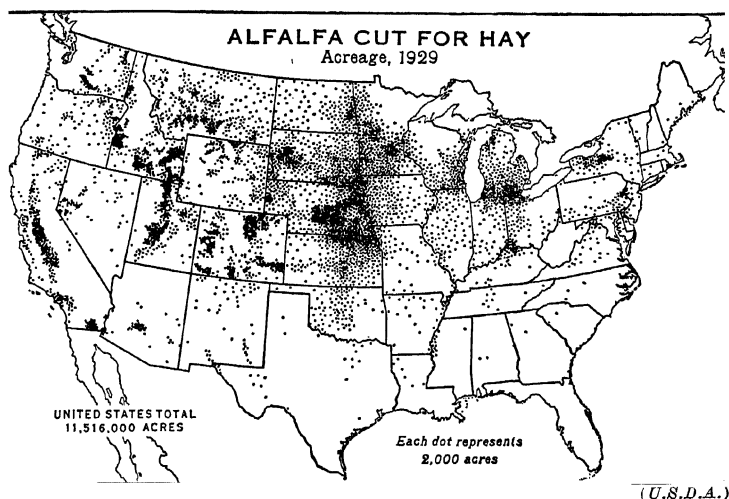 ALFALFA CUT FOR HAY
Acreage, 1929
UNITED STATES TOTAL
11,516,000 ACRES
Each dot represents
2,000 acres
(U.S.D.A.)